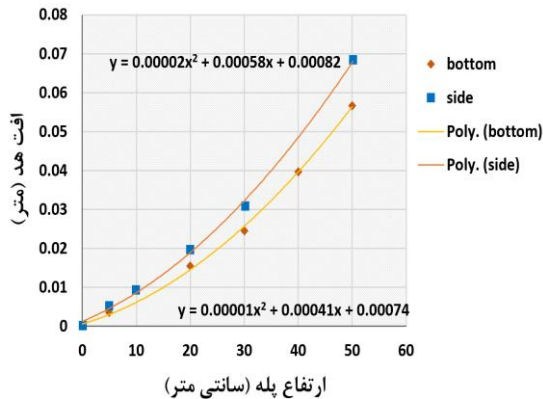 0.08
0.07
0.06
0.05
0.04
0.03
0.02
0.01
0
افت هد (متر)
y = 0.00002x² + 0.00058x + 0.00082
y = 0.00001x² + 0.00041x + 0.00074
0 10 20 30 40 50 60
ارتفاع پله (سانتی متر)
bottom
side
Poly. (bottom)
Poly. (side)